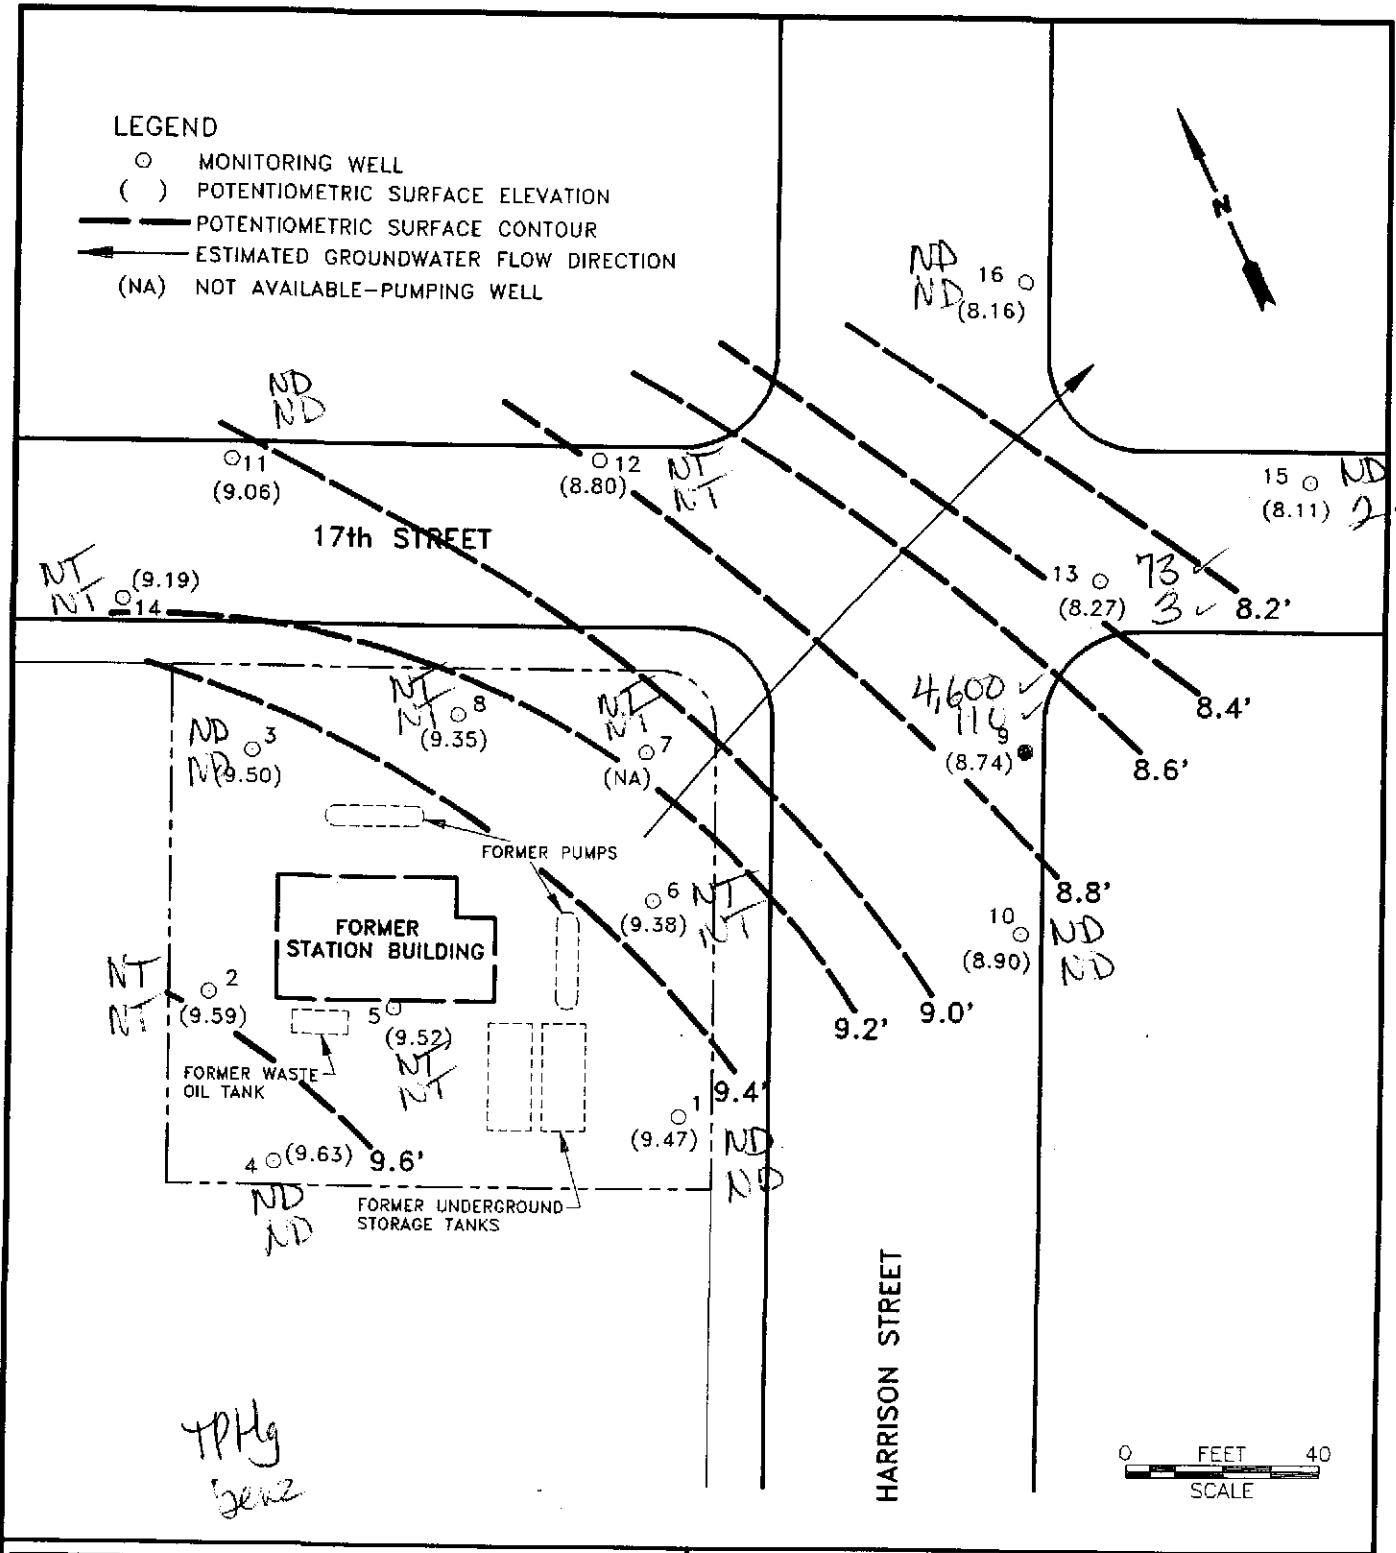 LEGEND
MONITORING WELL
( ) POTENTIOMETRIC SURFACE ELEVATION
POTENTIOMETRIC SURFACE CONTOUR
ESTIMATED GROUNDWATER FLOW DIRECTION
(NA) NOT AVAILABLE-PUMPING WELL
N
ND
ND
16
(8.16)
ND
ND
11
(9.06)
12
(8.80)
NT
NT
15
(8.11)
ND
17th STREET
NT
NT
(9.19)
14
13
(8.27)
73
3
8.2'
8.4'
8.6'
4,600
9
(8.74)
NT
NT
8
(9.35)
NT
NT
7
(NA)
ND
ND
3
(9.50)
FORMER PUMPS
8.8'
6
(9.38)
NT
NT
10
(8.90)
ND
ND
FORMER
STATION BUILDING
NT
NT
2
(9.59)
5
(9.52)
NT
NT
9.2'
9.0'
FORMER WASTE
OIL TANK
9.4'
1
(9.47)
ND
ND
4
(9.63)
9.6'
ND
ND
FORMER UNDERGROUND
STORAGE TANKS
HARRISON STREET
TPHg
benz
0 FEET 40
SCALE